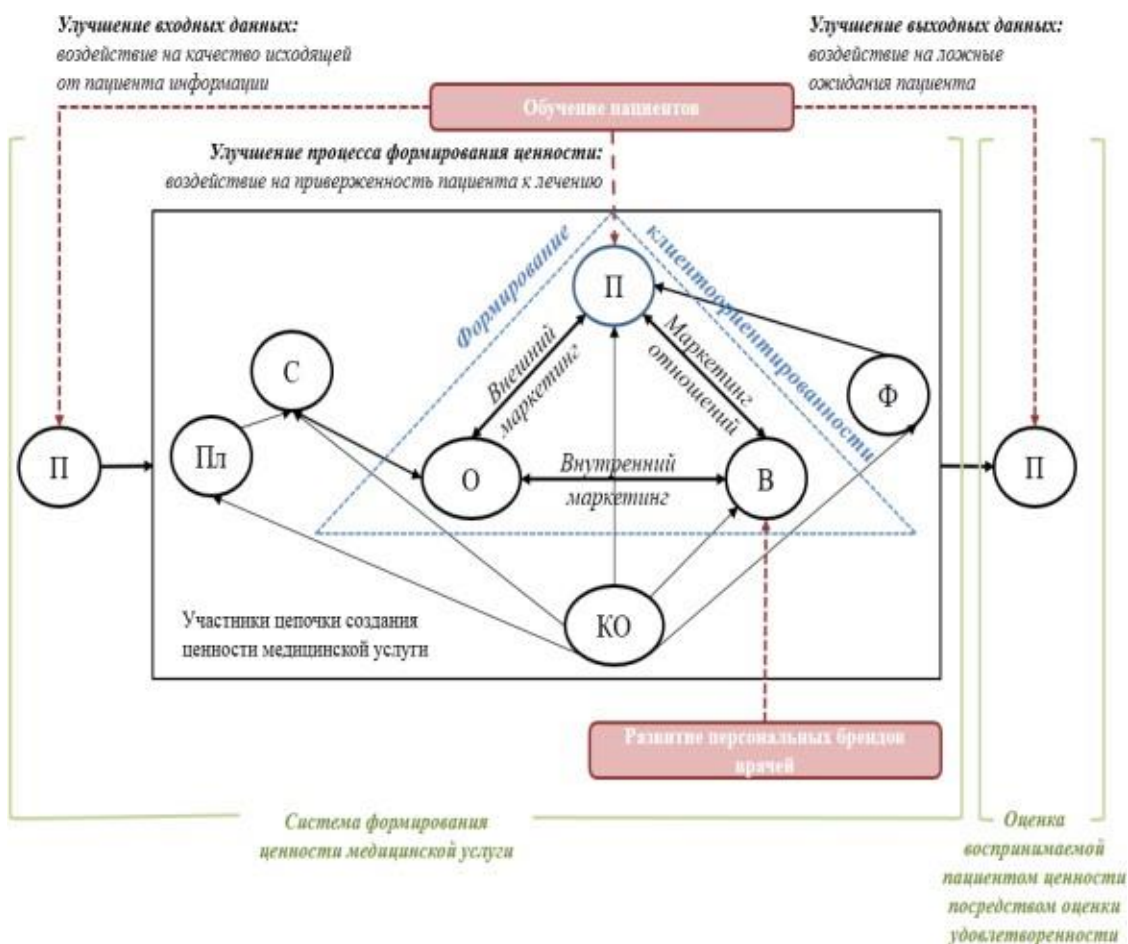 Улучшение входных данных:
воздействие на качество исходящей
от пациента информации
Улучшение выходных данных:
воздействие на ложные
ожидания пациента
Обучение пациентов
Улучшение процесса формирования ценности:
воздействие на приверженность пациента к лечению
Формирование
клиентоориентированности
П
Внешний
маркетинг
Маркетинг
отношений
С
Ф
Пл
П
О
Внутренний
маркетинг
В
П
КО
Участники цепочки создания
ценности медицинской услуги
Развитие персональных брендов
врачей
Система формирования
ценности медицинской услуги
Оценка
воспринимаемой
пациентом ценности
посредством оценки
удовлетворенности